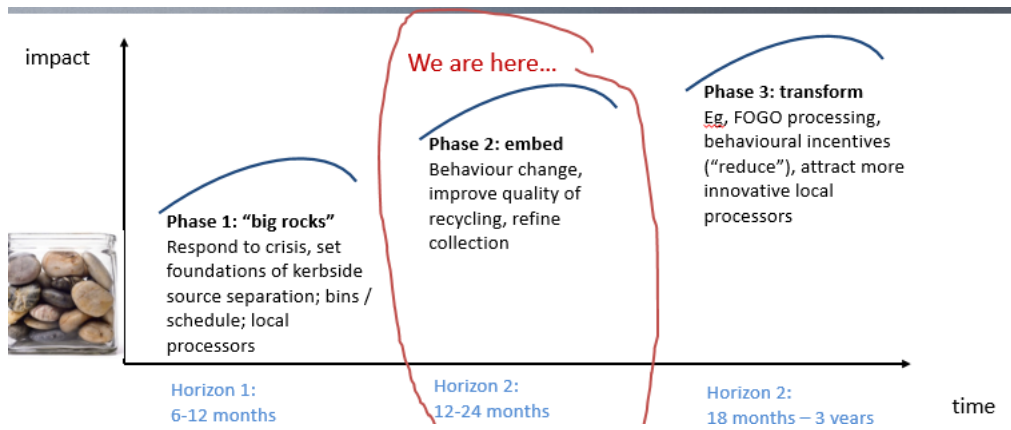 impact
We are here...
Phase 1: “big rocks”
Respond to crisis, set
foundations of kerbside
source separation; bins /
schedule; local
processors
Phase 2: embed
Behaviour change,
improve quality of
recycling, refine
collection
Phase 3: transform
Eg, FOGO processing,
behavioural incentives
(“reduce”), attract more
innovative local
processors
Horizon 1:
6-12 months
Horizon 2:
12-24 months
Horizon 2:
18 months – 3 years
time